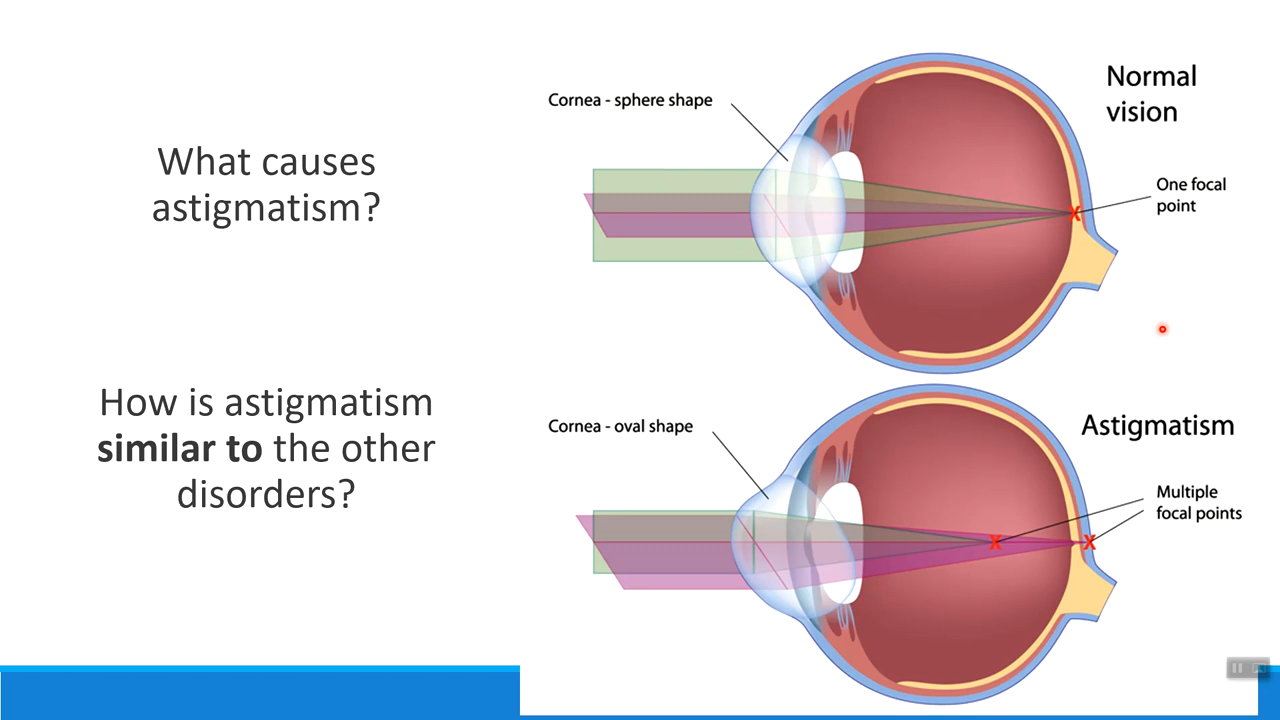 What causes
astigmatism?
How is astigmatism
similar to the other
disorders?
Cornea - sphere shape
Normal
vision
One focal
point
Cornea - oval shape
Astigmatism
Multiple
focal points